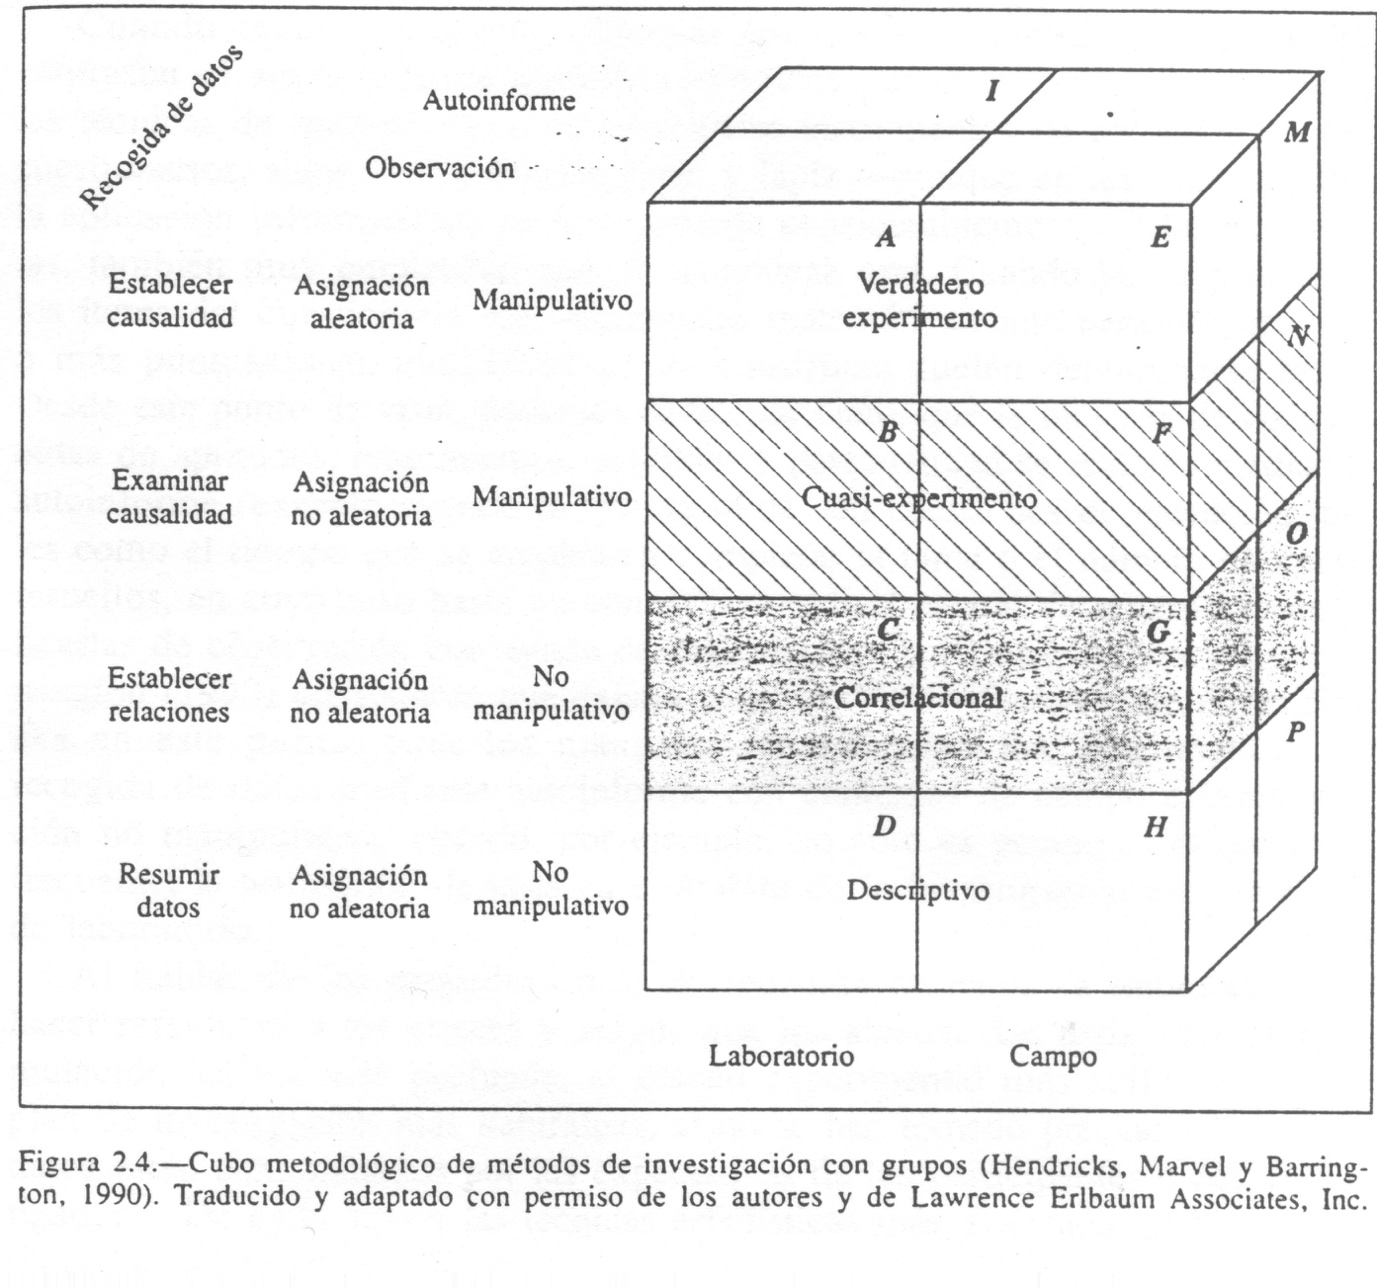 Recogida de datos
Autoinforme
Observación
I
M
A
E
Establecer
causalidad
Asignación
aleatoria
Manipulativo
Verdadero
experimento
N
B
F
Examinar
causalidad
Asignación
no aleatoria
Manipulativo
Cuasi-experimento
O
C
G
Establecer
relaciones
Asignación
no aleatoria
No
manipulativo
Correlacional
P
D
H
Resumir
datos
Asignación
no aleatoria
No
manipulativo
Descriptivo
Laboratorio
Campo
Figura 2.4.—Cubo metodológico de métodos de investigación con grupos (Hendricks, Marvel y Barring-
ton, 1990). Traducido y adaptado con permiso de los autores y de Lawrence Erlbaum Associates, Inc.